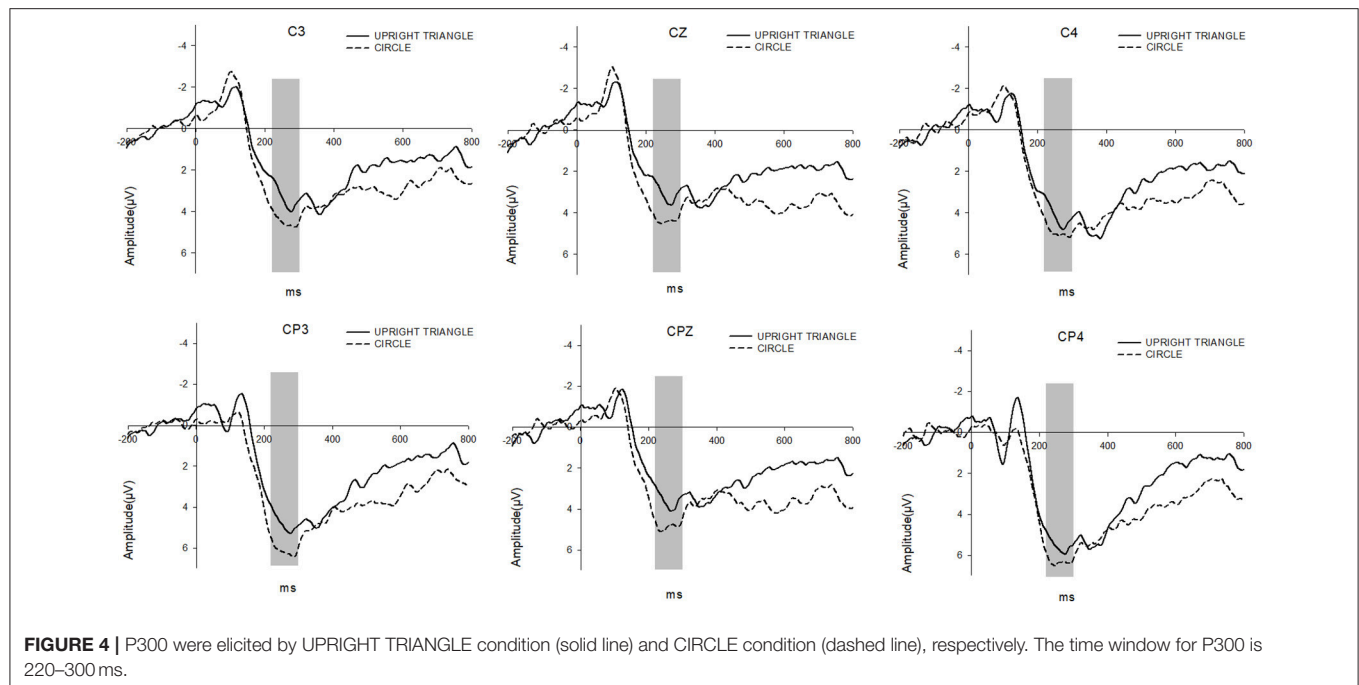 C3
UPRIGHT TRIANGLE
CIRCLE
-4
-2
0
2
4
6
-200
0
200
400
600
800
Amplitude(µV)
ms
CZ
UPRIGHT TRIANGLE
CIRCLE
-4
-2
0
2
4
6
-200
0
200
400
600
800
Amplitude(µV)
ms
C4
UPRIGHT TRIANGLE
CIRCLE
-4
-2
0
2
4
6
-200
0
200
400
600
800
Amplitude(µV)
ms
CP3
UPRIGHT TRIANGLE
CIRCLE
-4
-2
0
2
4
6
-200
0
200
400
600
800
Amplitude(µV)
ms
CPZ
UPRIGHT TRIANGLE
CIRCLE
-4
-2
0
2
4
6
-200
0
200
400
600
800
Amplitude(µV)
ms
CP4
UPRIGHT TRIANGLE
CIRCLE
-4
-2
0
2
4
6
-200
0
200
400
600
800
Amplitude(µV)
ms
FIGURE 4 | P300 were elicited by UPRIGHT TRIANGLE condition (solid line) and CIRCLE condition (dashed line), respectively. The time window for P300 is
220–300 ms.